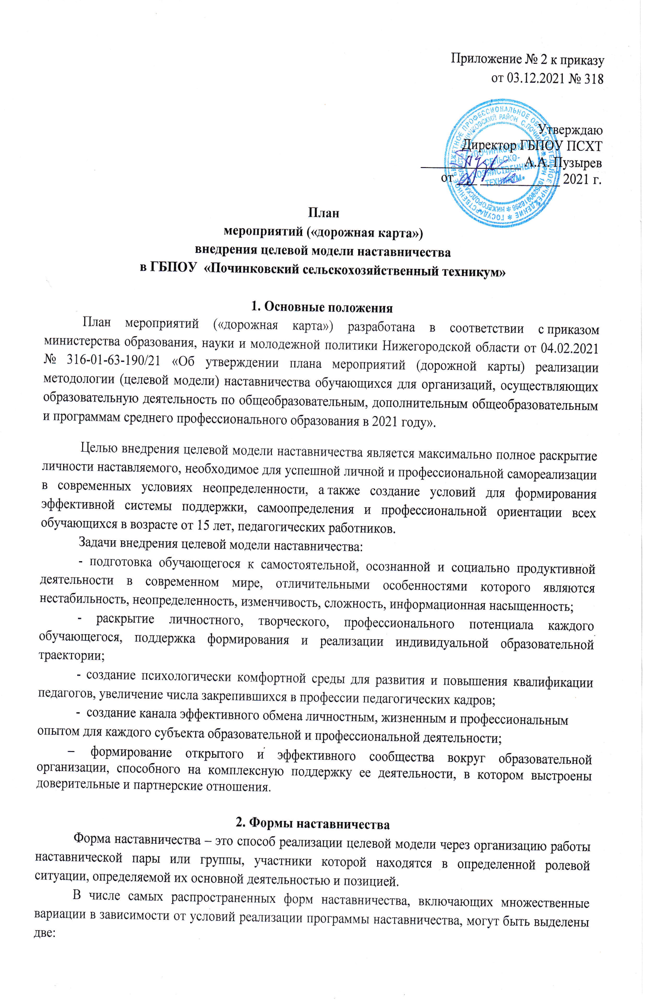 Приложение № 2 к приказу
от 03.12.2021 № 318
Утверждаю
Директор ГБПОУ ПСХТ
А.А. Пузырев
от 2021 г.
ГОСУДАРСТВЕННОЕ БЮДЖЕТНОЕ ПРОФЕССИОНАЛЬНОЕ ОБРАЗОВАТЕЛЬНОЕ УЧРЕЖДЕНИЕ
НИЖЕГОРОДСКАЯ ОБЛАСТЬ ПОЧИНКОВСКИЙ РАЙОН С.ПОЧИНКИ
«ПОЧИНКОВСКИЙ
СЕЛЬСКО-
ХОЗЯЙСТВЕННЫЙ
ТЕХНИКУМ»
План
мероприятий («дорожная карта»)
внедрения целевой модели наставничества
в ГБПОУ «Починковский сельскохозяйственный техникум»
1. Основные положения
План мероприятий («дорожная карта») разработана в соответствии с приказом
министерства образования, науки и молодежной политики Нижегородской области от 04.02.2021
№ 316-01-63-190/21 «Об утверждении плана мероприятий (дорожной карты) реализации
методологии (целевой модели) наставничества обучающихся для организаций, осуществляющих
образовательную деятельность по общеобразовательным, дополнительным общеобразовательным
и программам среднего профессионального образования в 2021 году».
Целью внедрения целевой модели наставничества является максимально полное раскрытие
личности наставляемого, необходимое для успешной личной и профессиональной самореализации
в современных условиях неопределенности, а также создание условий для формирования
эффективной системы поддержки, самоопределения и профессиональной ориентации всех
обучающихся в возрасте от 15 лет, педагогических работников.
Задачи внедрения целевой модели наставничества:
- подготовка обучающегося к самостоятельной, осознанной и социально продуктивной
деятельности в современном мире, отличительными особенностями которого являются
нестабильность, неопределенность, изменчивость, сложность, информационная насыщенность;
- раскрытие личностного, творческого, профессионального потенциала каждого
обучающегося, поддержка формирования и реализации индивидуальной образовательной
траектории;
- создание психологически комфортной среды для развития и повышения квалификации
педагогов, увеличение числа закрепившихся в профессии педагогических кадров;
- создание канала эффективного обмена личностным, жизненным и профессиональным
опытом для каждого субъекта образовательной и профессиональной деятельности;
– формирование открытого и эффективного сообщества вокруг образовательной
организации, способного на комплексную поддержку ее деятельности, в котором выстроены
доверительные и партнерские отношения.
2. Формы наставничества
Форма наставничества – это способ реализации целевой модели через организацию работы
наставнической пары или группы, участники которой находятся в определенной ролевой
ситуации, определяемой их основной деятельностью и позицией.
В числе самых распространенных форм наставничества, включающих множественные
вариации в зависимости от условий реализации программы наставничества, могут быть выделены
две: